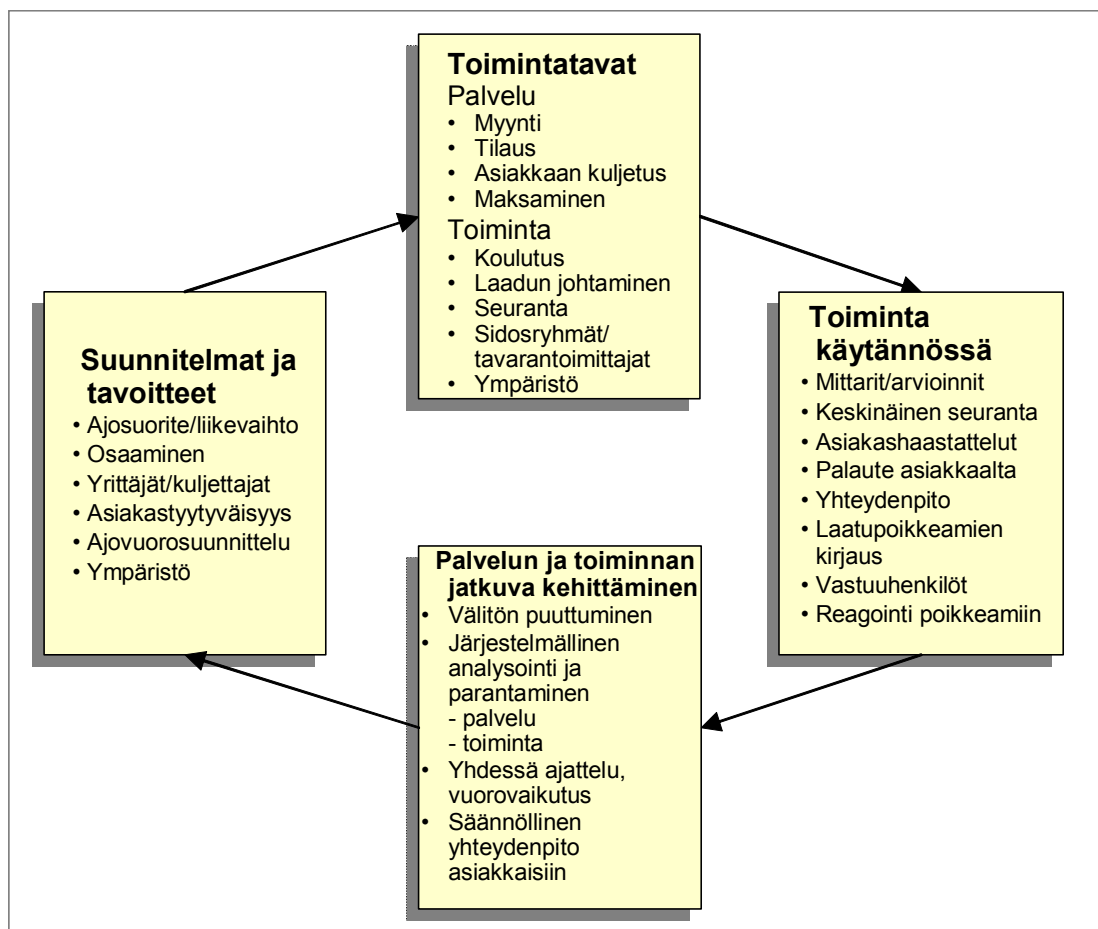 Toimintatavat
Palvelu
• Myynti
• Tilaus
• Asiakkaan kuljetus
• Maksaminen
Toiminta
• Koulutus
• Laadun johtaminen
• Seuranta
• Sidosryhmät/
tavarantoimittajat
• Ympäristö
Suunnitelmat ja
tavoitteet
• Ajosuorite/liikevaihto
• Osaaminen
• Yrittäjät/kuljettajat
• Asiakastyytyväisyys
• Ajovuorosuunnittelu
• Ympäristö
Toiminta
käytännössä
• Mittarit/arvioinnit
• Keskinäinen seuranta
• Asiakashaastattelut
• Palaute asiakkaalta
• Yhteydenpito
• Laatupoikkeamien
kirjaus
• Vastuuhenkilöt
• Reagointi poikkeamiin
Palvelun ja toiminnan
jatkuva kehittäminen
• Välitön puuttuminen
• Järjestelmällinen
analysointi ja
parantaminen
- palvelu
- toiminta
• Yhdessä ajattelu,
vuorovaikutus
• Säännöllinen
yhteydenpito
asiakkaisiin